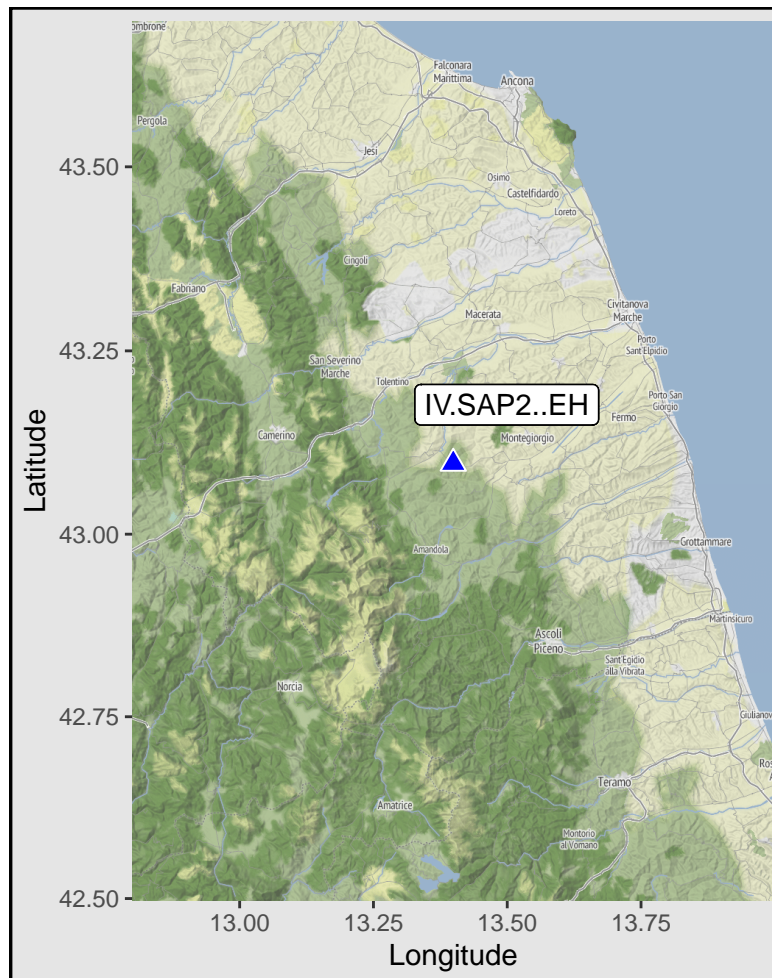 ombrone
Falconara
Marittima
Ancona
Pergola
43.50
Jesi
Osimo
Castelfidardo
Loreto
Cingoli
Fabriano
Macerata
Civitanova
Marche
43.25
Porto
Sant Elpidio
San Severino
Marche
Tolentino
IV.SAP2..EH
Porto San
Giorgio
Fermo
Camerino
Montegiorgio
Latitude
43.00
Grottammare
Amandola
Martinsicuro
Ascoli
Piceno
Sant Egidio
alla Vibrata
Norcia
42.75
Giulianov
Ros
Teramo
Amatrice
Montorio
al Vomano
42.50
13.00
13.25
13.50
13.75
Longitude